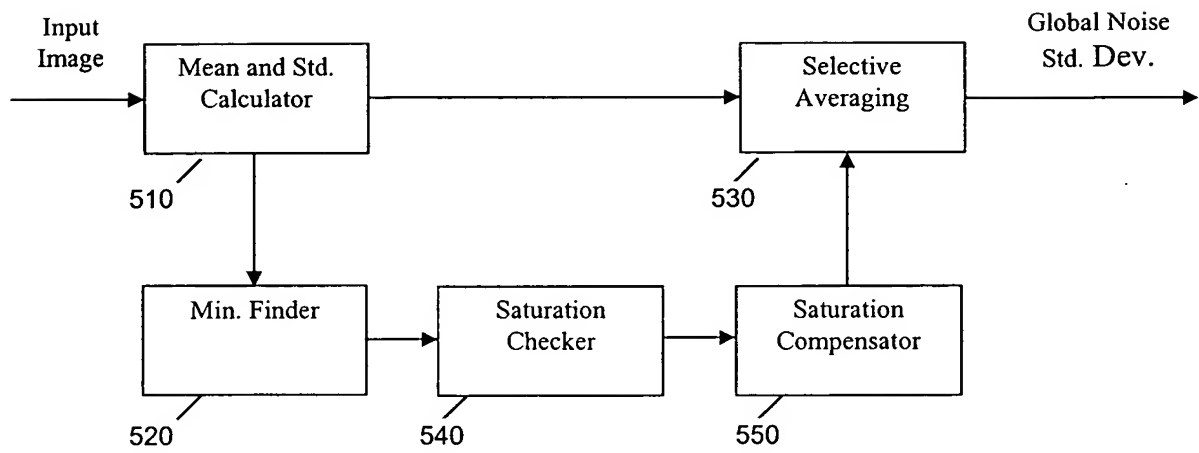 Input
Image
Mean and Std.
Calculator
510
Selective
Averaging
530
Global Noise
Std. Dev.
Min. Finder
520
Saturation
Checker
540
Saturation
Compensator
550